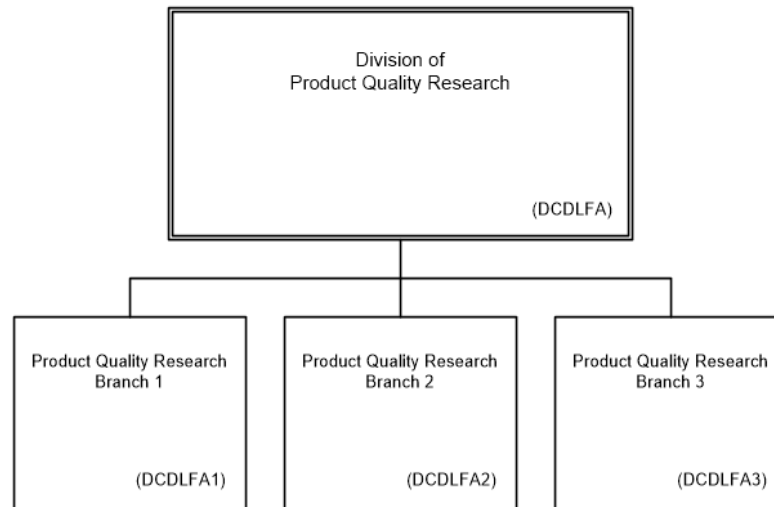 Division of
Product Quality Research
(DCDLFA)
Product Quality Research
Branch 1
(DCDLFA1)
Product Quality Research
Branch 2
(DCDLFA2)
Product Quality Research
Branch 3
(DCDLFA3)